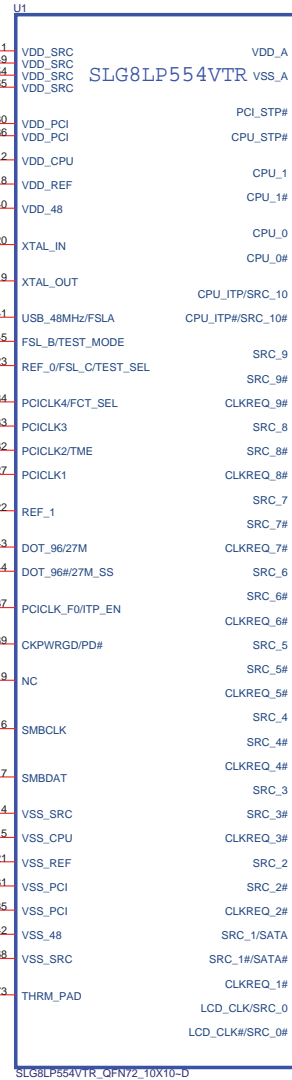 U1
VDD_SRC VDD_A
VDD_SRC
VDD_SRC SLG8LP554VTR VSS_A
VDD_SRC
PCI_STP#
VDD_PCI
VDD_PCI CPU_STP#
VDD_CPU
CPU_1
VDD_REF
CPU_1#
VDD_48
CPU_0
XTAL_IN
CPU_0#
XTAL_OUT
CPU_ITP/SRC_10
USB_48MHz/FSLA CPU_ITP#/SRC_10#
FSL_B/TEST_MODE
SRC_9
REF_0/FSL_C/TEST_SEL
SRC_9#
PCICLK4/FCT_SEL CLKREQ_9#
PCICLK3 SRC_8
PCICLK2/TME SRC_8#
PCICLK1 CLKREQ_8#
SRC_7
REF_1
SRC_7#
DOT_96/27M CLKREQ_7#
DOT_96#/27M_SS SRC_6
SRC_6#
PCICLK_F0/ITP_EN
CLKREQ_6#
CKPWRGD/PD# SRC_5
SRC_5#
NC
CLKREQ_5#
SRC_4
SMBCLK
SRC_4#
CLKREQ_4#
SMBDAT
SRC_3
VSS_SRC SRC_3#
VSS_CPU CLKREQ_3#
VSS_REF SRC_2
VSS_PCI SRC_2#
VSS_PCI CLKREQ_2#
VSS_48 SRC_1/SATA
VSS_SRC SRC_1#/SATA#
CLKREQ_1#
THRM_PAD
LCD_CLK/SRC_0
LCD_CLK#/SRC_0#
SLG8LP554VTR_QFN72_10X10~D